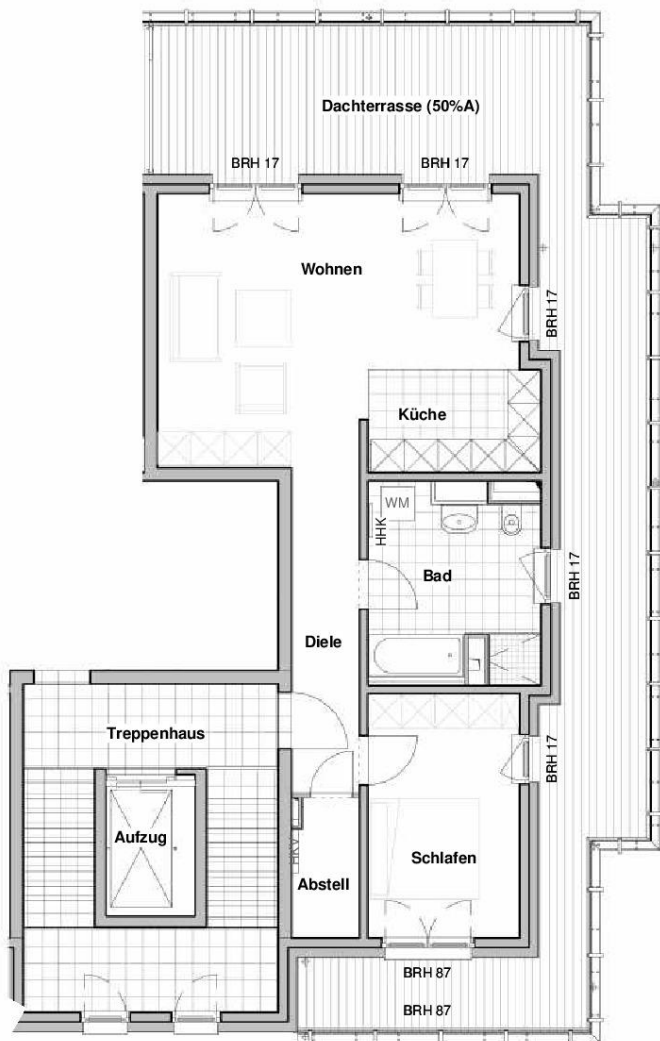 Dachterrasse (50%A)
BRH 17
BRH 17
Wohnen
BRH 17
Küche
WM
HHK
Bad
BRH 17
Diele
Treppenhaus
BRH 17
Aufzug
Schlafen
HKV
Abstell
BRH 87
BRH 87